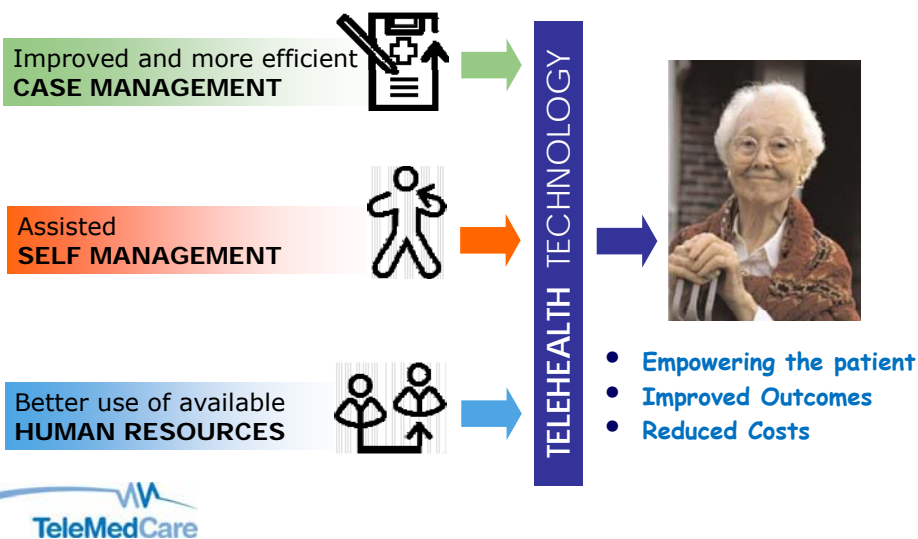 Improved and more efficient
CASE MANAGEMENT
Assisted
SELF MANAGEMENT
Better use of available
HUMAN RESOURCES
TELEHEALTH TECHNOLOGY
• Empowering the patient
• Improved Outcomes
• Reduced Costs
TeleMedCare